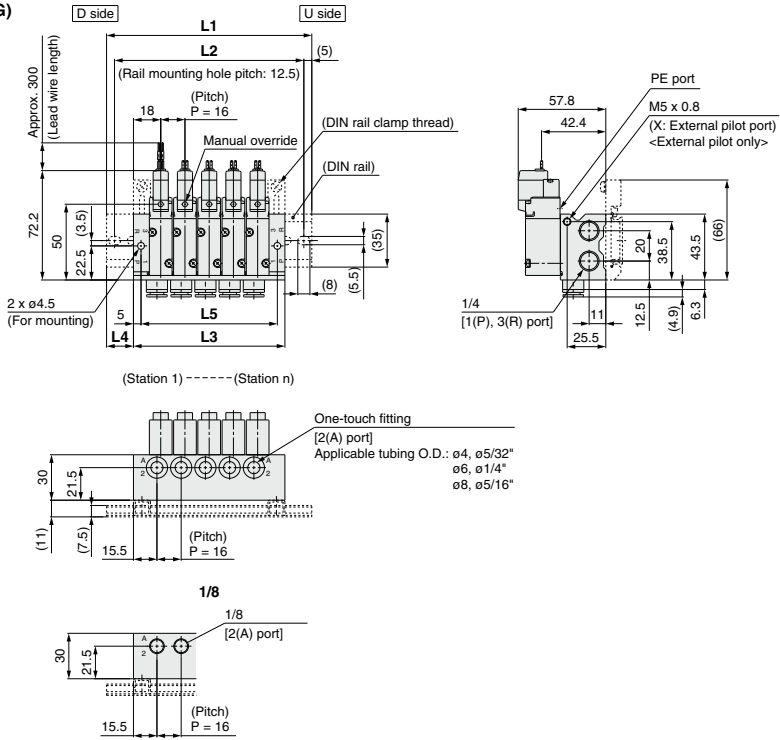 G)
D side
U side
L1
L2
(5)
(Rail mounting hole pitch: 12.5)
Approx. 300
(Lead wire length)
18
(Pitch)
P = 16
Manual override
(DIN rail clamp thread)
(DIN rail)
72.2
50
(3.5)
22.5
(35)
(5.5)
(8)
2 x ø4.5
(For mounting)
5
L5
L4
L3
(Station 1) ------ (Station n)
57.8
42.4
PE port
M5 x 0.8
(X: External pilot port)
<External pilot only>
(66)
20
38.5
43.5
1/4
[1(P), 3(R) port]
11
25.5
12.5
(4.9)
6.3
One-touch fitting
[2(A) port]
Applicable tubing O.D.: ø4, ø5/32"
ø6, ø1/4"
ø8, ø5/16"
A
2
A
2
30
21.5
(11)
(7.5)
15.5
(Pitch)
P = 16
1/8
1/8
[2(A) port]
A
2
30
21.5
15.5
(Pitch)
P = 16